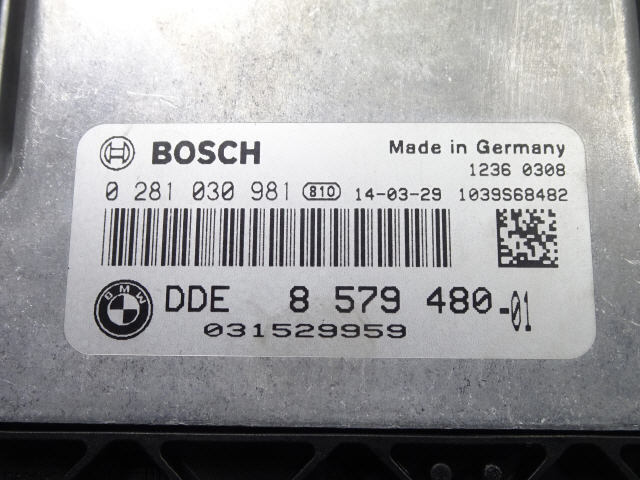 BOSCH
Made in Germany
1236 0308
0 281 030 981 810 14-03-29 1039S68482
BMW DDE 8 579 480-01
031529959